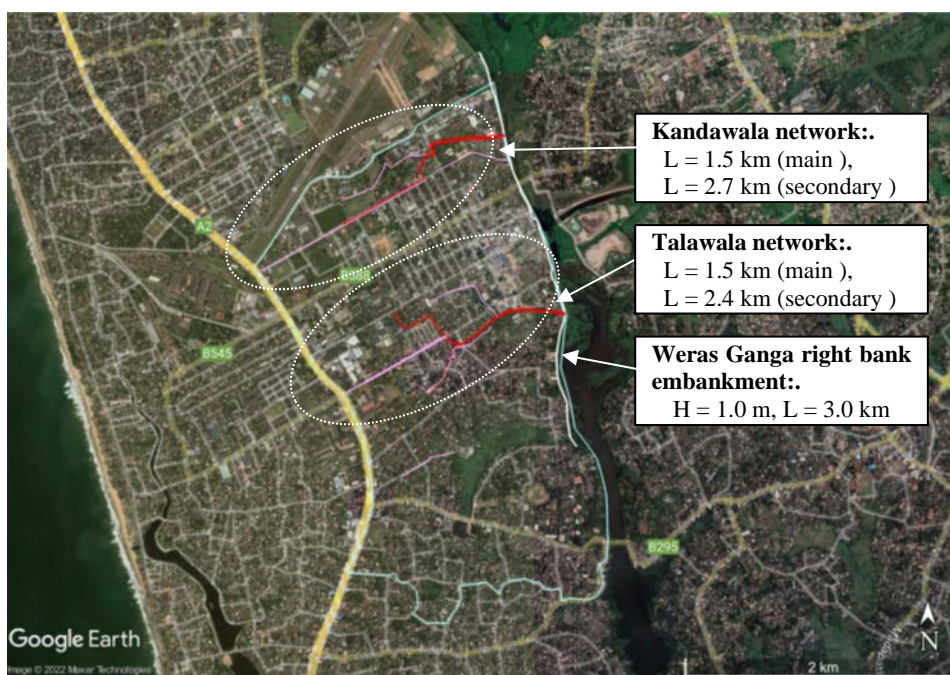 Kandawala network:.
L = 1.5 km (main ),
L = 2.7 km (secondary )
A2
Talawala network:.
L = 1.5 km (main ),
L = 2.4 km (secondary )
B545
Weras Ganga right bank
embankment:.
H = 1.0 m, L = 3.0 km
B295
N
Google Earth
Image © 2022 Maxar Technologies
2 km